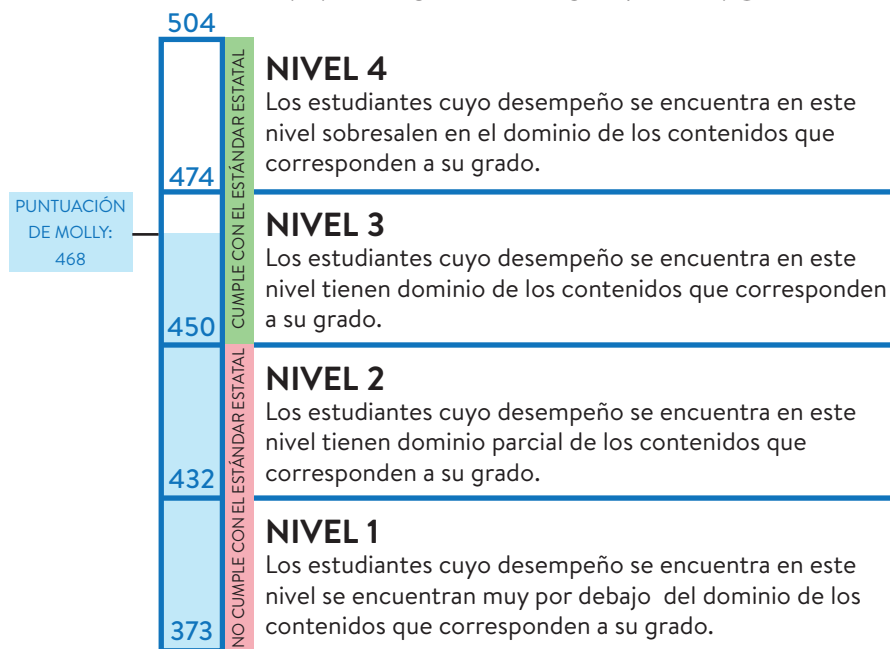 504
NIVEL 4
Los estudiantes cuyo desempeño se encuentra en este
nivel sobresalen en el dominio de los contenidos que
corresponden a su grado.
474
PUNTUACIÓN
DE MOLLY:
468
NIVEL 3
Los estudiantes cuyo desempeño se encuentra en este
nivel tienen dominio de los contenidos que corresponden
a su grado.
450
CUMPLE CON EL ESTÁNDAR ESTATAL
NIVEL 2
Los estudiantes cuyo desempeño se encuentra en este
nivel tienen dominio parcial de los contenidos que
corresponden a su grado.
432
NIVEL 1
Los estudiantes cuyo desempeño se encuentra en este
nivel se encuentran muy por debajo del dominio de los
contenidos que corresponden a su grado.
373
NO CUMPLE CON EL ESTÁNDAR ESTATAL